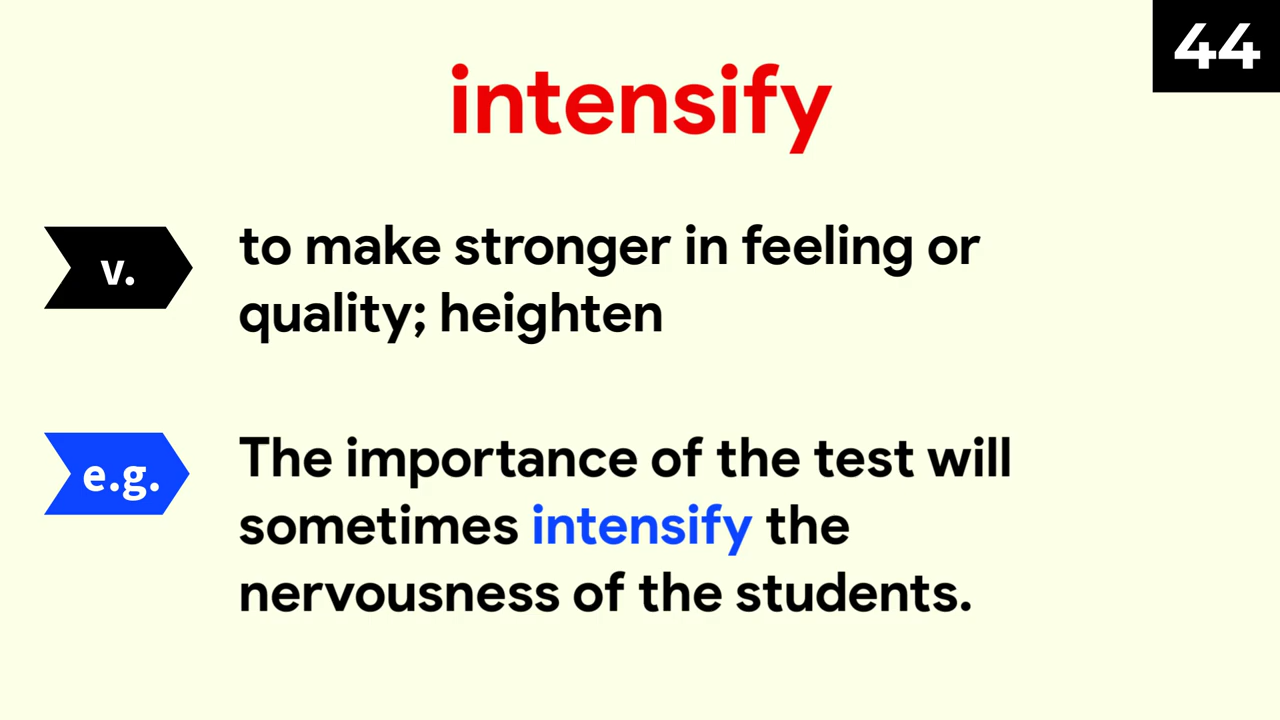 44
intensify
v.
to make stronger in feeling or
quality; heighten
e.g.
The importance of the test will
sometimes intensify the
nervousness of the students.